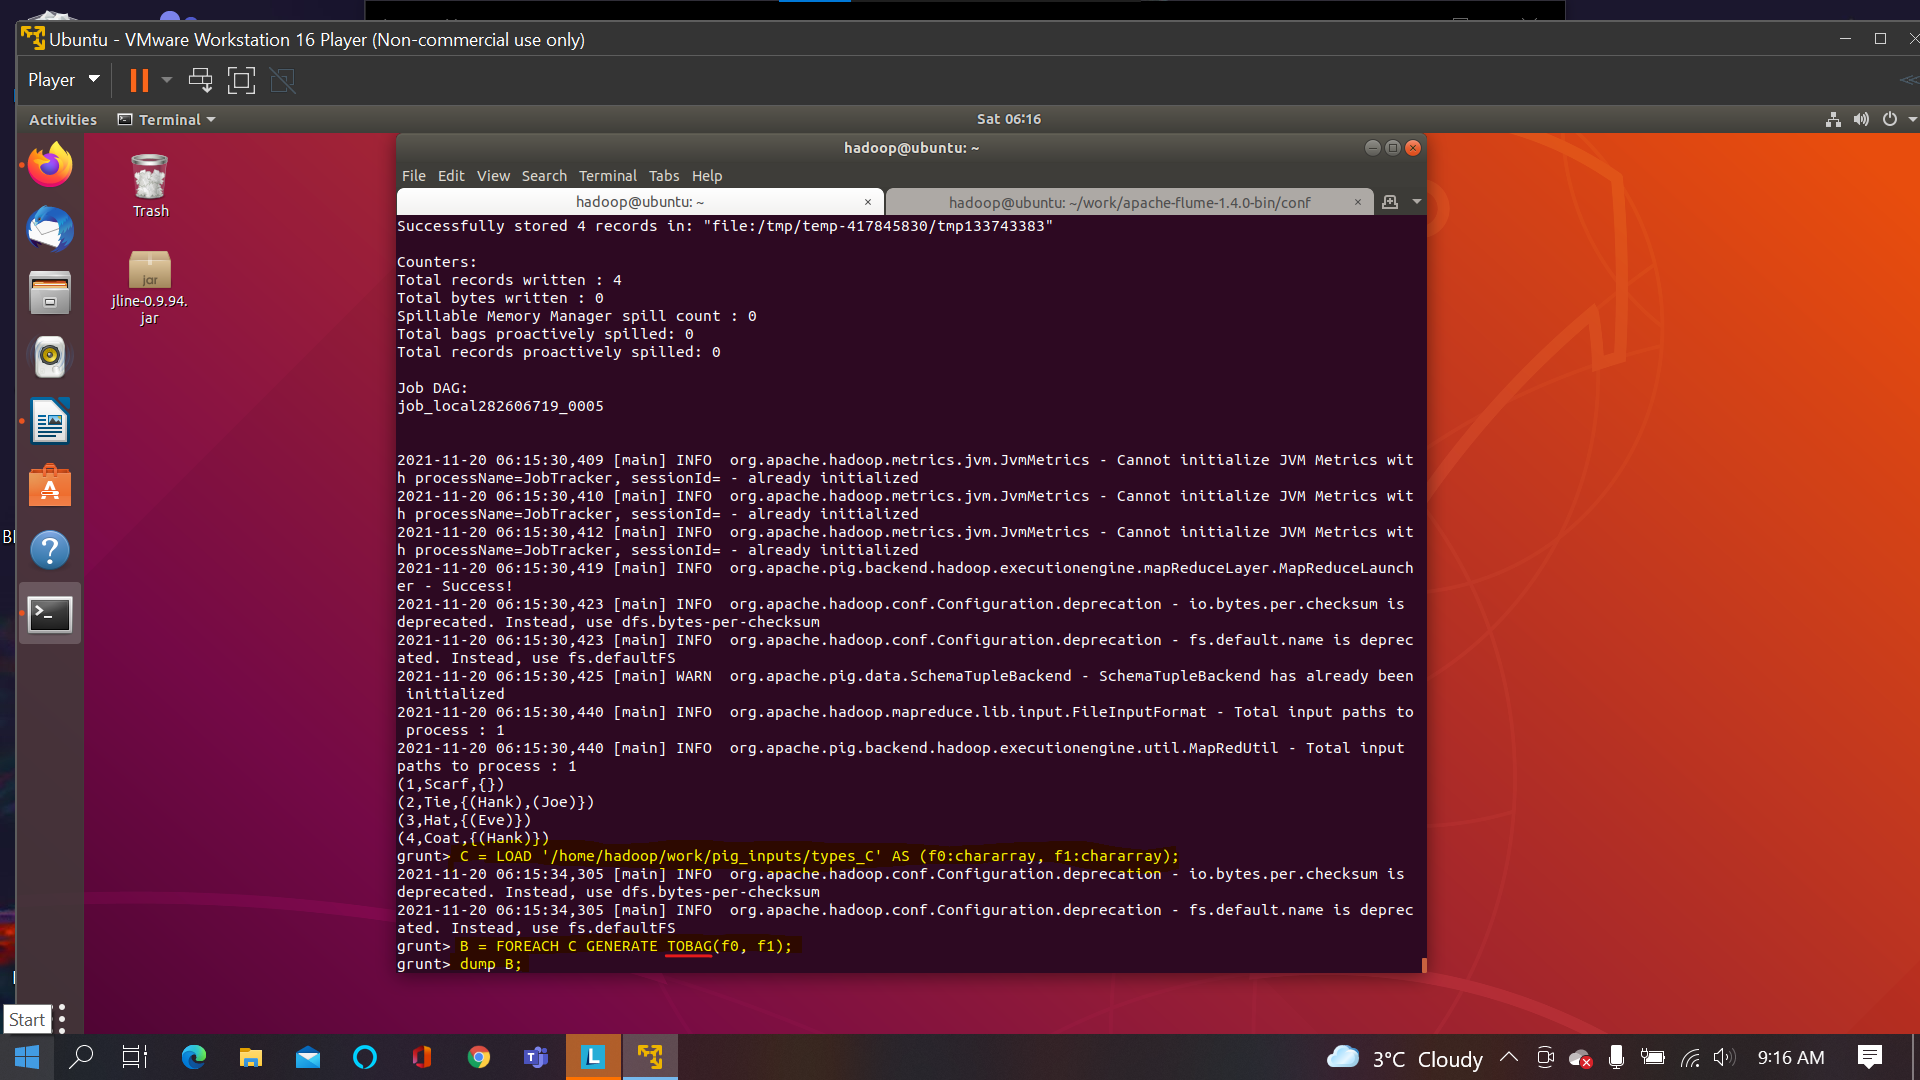 Ubuntu - VMware Workstation 16 Player (Non-commercial use only)
Player
Activities
Terminal
Sat 06:16
Trash
jar
jline-0.9.94.
jar
hadoop@ubuntu: ~
File Edit View Search Terminal Tabs Help
hadoop@ubuntu: ~
hadoop@ubuntu: ~/work/apache-flume-1.4.0-bin/conf
Successfully stored 4 records in: "file:/tmp/temp-417845830/tmp133743383"
Counters:
Total records written : 4
Total bytes written : 0
Spillable Memory Manager spill count : 0
Total bags proactively spilled: 0
Total records proactively spilled: 0
Job DAG:
job_local282606719_0005
2021-11-20 06:15:30,409 [main] INFO  org.apache.hadoop.metrics.jvm.JvmMetrics - Cannot initialize JVM Metrics wit
h processName=JobTracker, sessionId= - already initialized
2021-11-20 06:15:30,410 [main] INFO  org.apache.hadoop.metrics.jvm.JvmMetrics - Cannot initialize JVM Metrics wit
h processName=JobTracker, sessionId= - already initialized
2021-11-20 06:15:30,412 [main] INFO  org.apache.hadoop.metrics.jvm.JvmMetrics - Cannot initialize JVM Metrics wit
h processName=JobTracker, sessionId= - already initialized
2021-11-20 06:15:30,419 [main] INFO  org.apache.pig.backend.hadoop.executionengine.mapReduceLayer.MapReduceLaunch
er - Success!
2021-11-20 06:15:30,423 [main] INFO  org.apache.hadoop.conf.Configuration.deprecation - io.bytes.per.checksum is
deprecated. Instead, use dfs.bytes-per-checksum
2021-11-20 06:15:30,423 [main] INFO  org.apache.hadoop.conf.Configuration.deprecation - fs.default.name is deprec
ated. Instead, use fs.defaultFS
2021-11-20 06:15:30,425 [main] WARN  org.apache.pig.data.SchemaTupleBackend - SchemaTupleBackend has already been
initialized
2021-11-20 06:15:30,440 [main] INFO  org.apache.hadoop.mapreduce.lib.input.FileInputFormat - Total input paths to
process : 1
2021-11-20 06:15:30,440 [main] INFO  org.apache.pig.backend.hadoop.executionengine.util.MapRedUtil - Total input
paths to process : 1
(1,Scarf,{})
(2,Tie,{(Hank),(Joe)})
(3,Hat,{(Eve)})
(4,Coat,{(Hank)})
grunt> C = LOAD '/home/hadoop/work/pig_inputs/types_C' AS (f0:chararray, f1:chararray);
2021-11-20 06:15:34,305 [main] INFO  org.apache.hadoop.conf.Configuration.deprecation - io.bytes.per.checksum is
deprecated. Instead, use dfs.bytes-per-checksum
2021-11-20 06:15:34,305 [main] INFO  org.apache.hadoop.conf.Configuration.deprecation - fs.default.name is deprec
ated. Instead, use fs.defaultFS
grunt> B = FOREACH C GENERATE TOBAG(f0, f1);
grunt> dump B;
Start
L
3°C Cloudy
9:16 AM